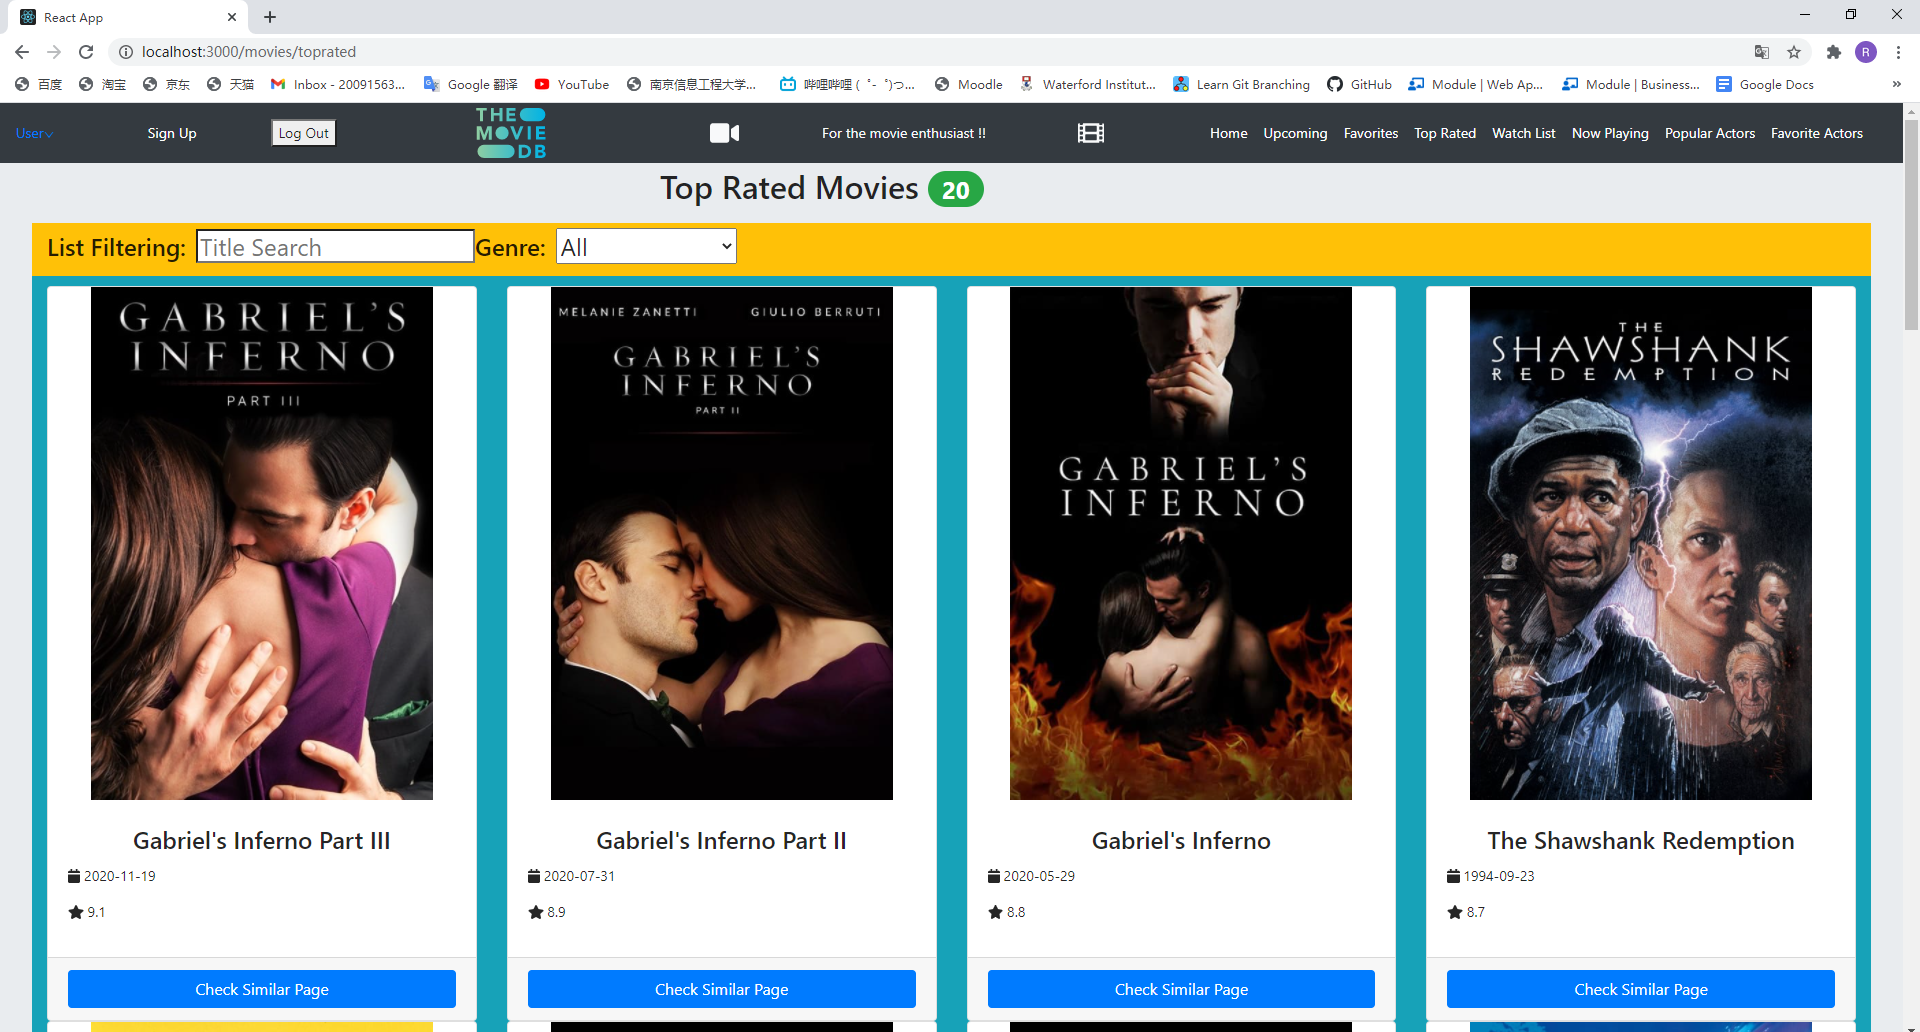 React App
localhost:3000/movies/toprated
R
百度 淘宝 京东 天猫 Inbox - 20091563... Google 翻译 YouTube 南京信息工程大学... 哔哩哔哩 ( ゜- ゜)つ... Moodle Waterford Institut... Learn Git Branching GitHub Module | Web Ap... Module | Business... Google Docs »
User Sign Up Log Out THE MOVIE DB For the movie enthusiast !! Home Upcoming Favorites Top Rated Watch List Now Playing Popular Actors Favorite Actors
Top Rated Movies 20
List Filtering: Title Search Genre: All
GABRIEL'S
INFERNO
PART III
Gabriel's Inferno Part III
2020-11-19
9.1
Check Similar Page
MELANIE ZANETTI GIULIO BERRUTI
GABRIEL'S
INFERNO
PART II
Gabriel's Inferno Part II
2020-07-31
8.9
Check Similar Page
GABRIEL'S
INFERNO
Gabriel's Inferno
2020-05-29
8.8
Check Similar Page
THE
SHAWSHANK
REDEMPTION
The Shawshank Redemption
1994-09-23
8.7
Check Similar Page